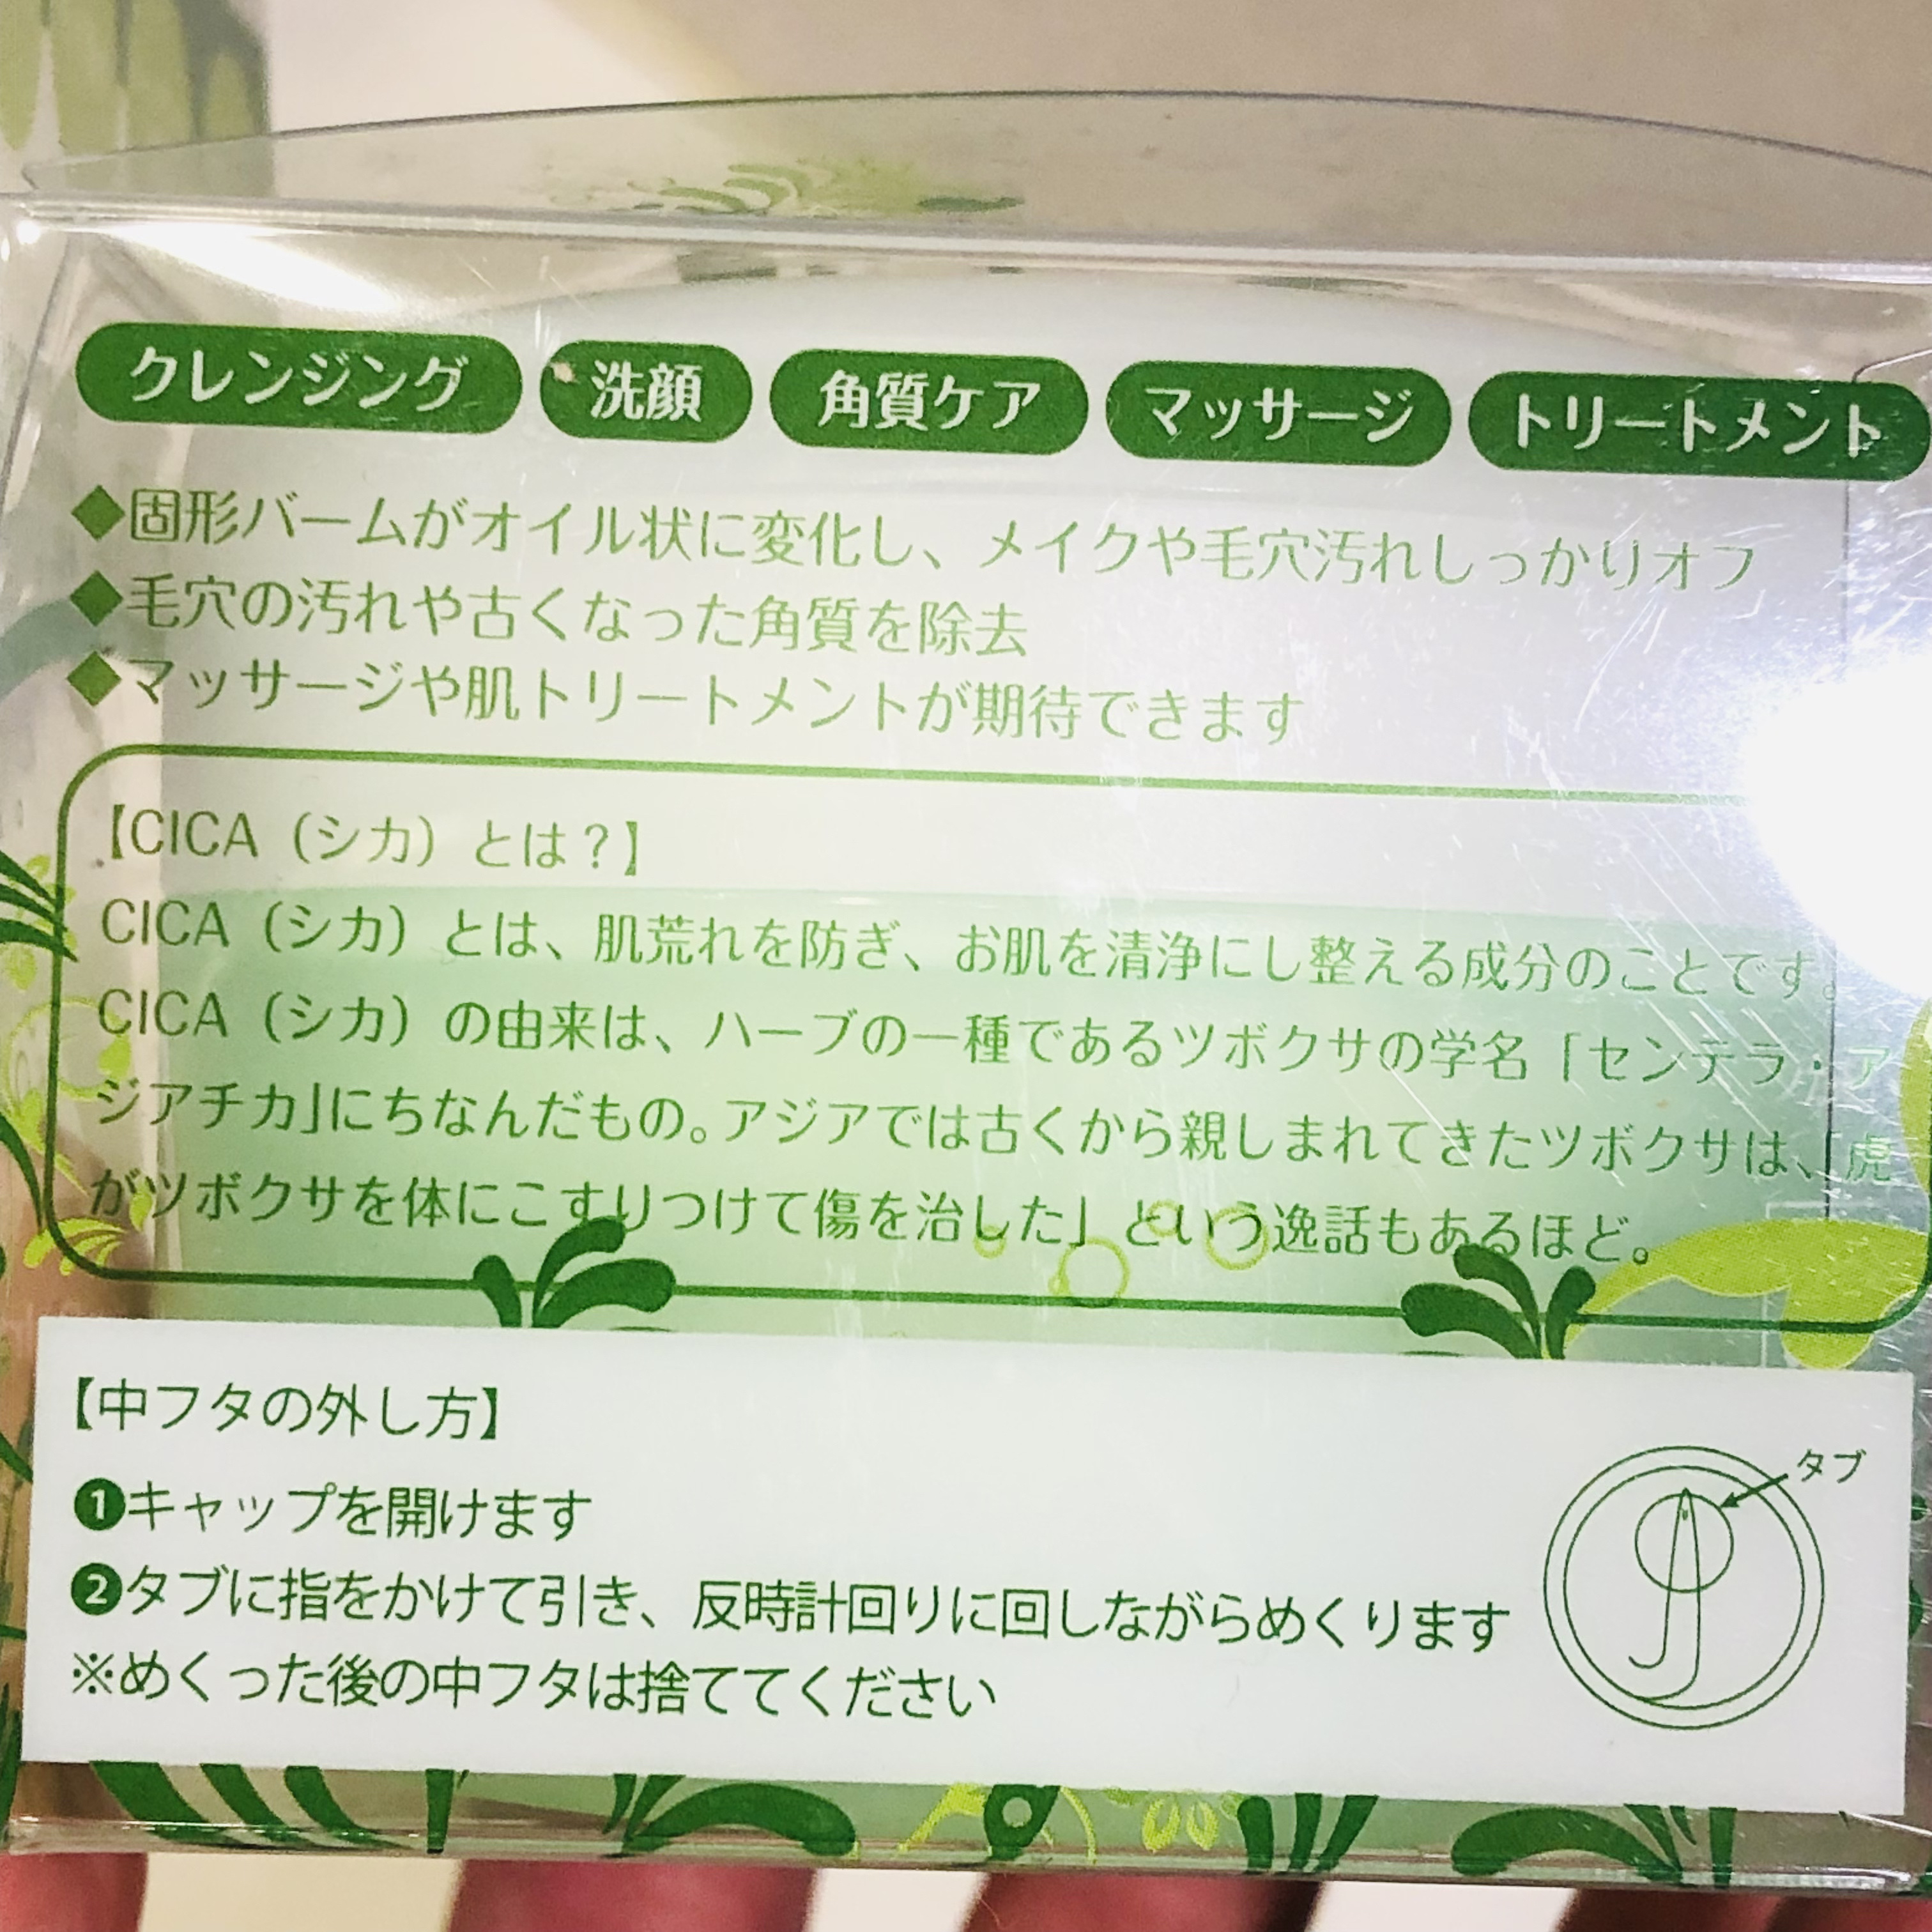 クレンジング 洗顔 角質ケア マッサージ トリートメント
◆固形バームがオイル状に変化し、メイクや毛穴汚れしっかりオフ
◆毛穴の汚れや古くなった角質を除去
◆マッサージや肌トリートメントが期待できます
【CICA（シカ）とは？】
CICA（シカ）とは、肌荒れを防ぎ、お肌を清浄にし整える成分のことです。
CICA（シカ）の由来は、ハーブの一種であるツボクサの学名「センテラ・ア
ジアチカ」にちなんだもの。アジアでは古くから親しまれてきたツボクサは、「虎
がツボクサを体にこすりつけて傷を治した」という逸話もあるほど。
【中フタの外し方】
❶キャップを開けます
タブ
❷タブに指をかけて引き、反時計回りに回しながらめくります
※めくった後の中フタは捨ててください